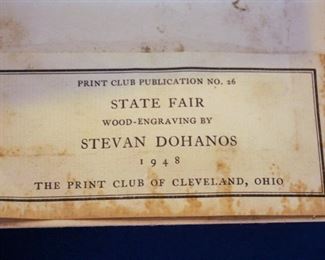 PRINT CLUB PUBLICATION NO. 26
STATE FAIR
WOOD-ENGRAVING BY
STEVAN DOHANOS
1948
THE PRINT CLUB OF CLEVELAND, OHIO